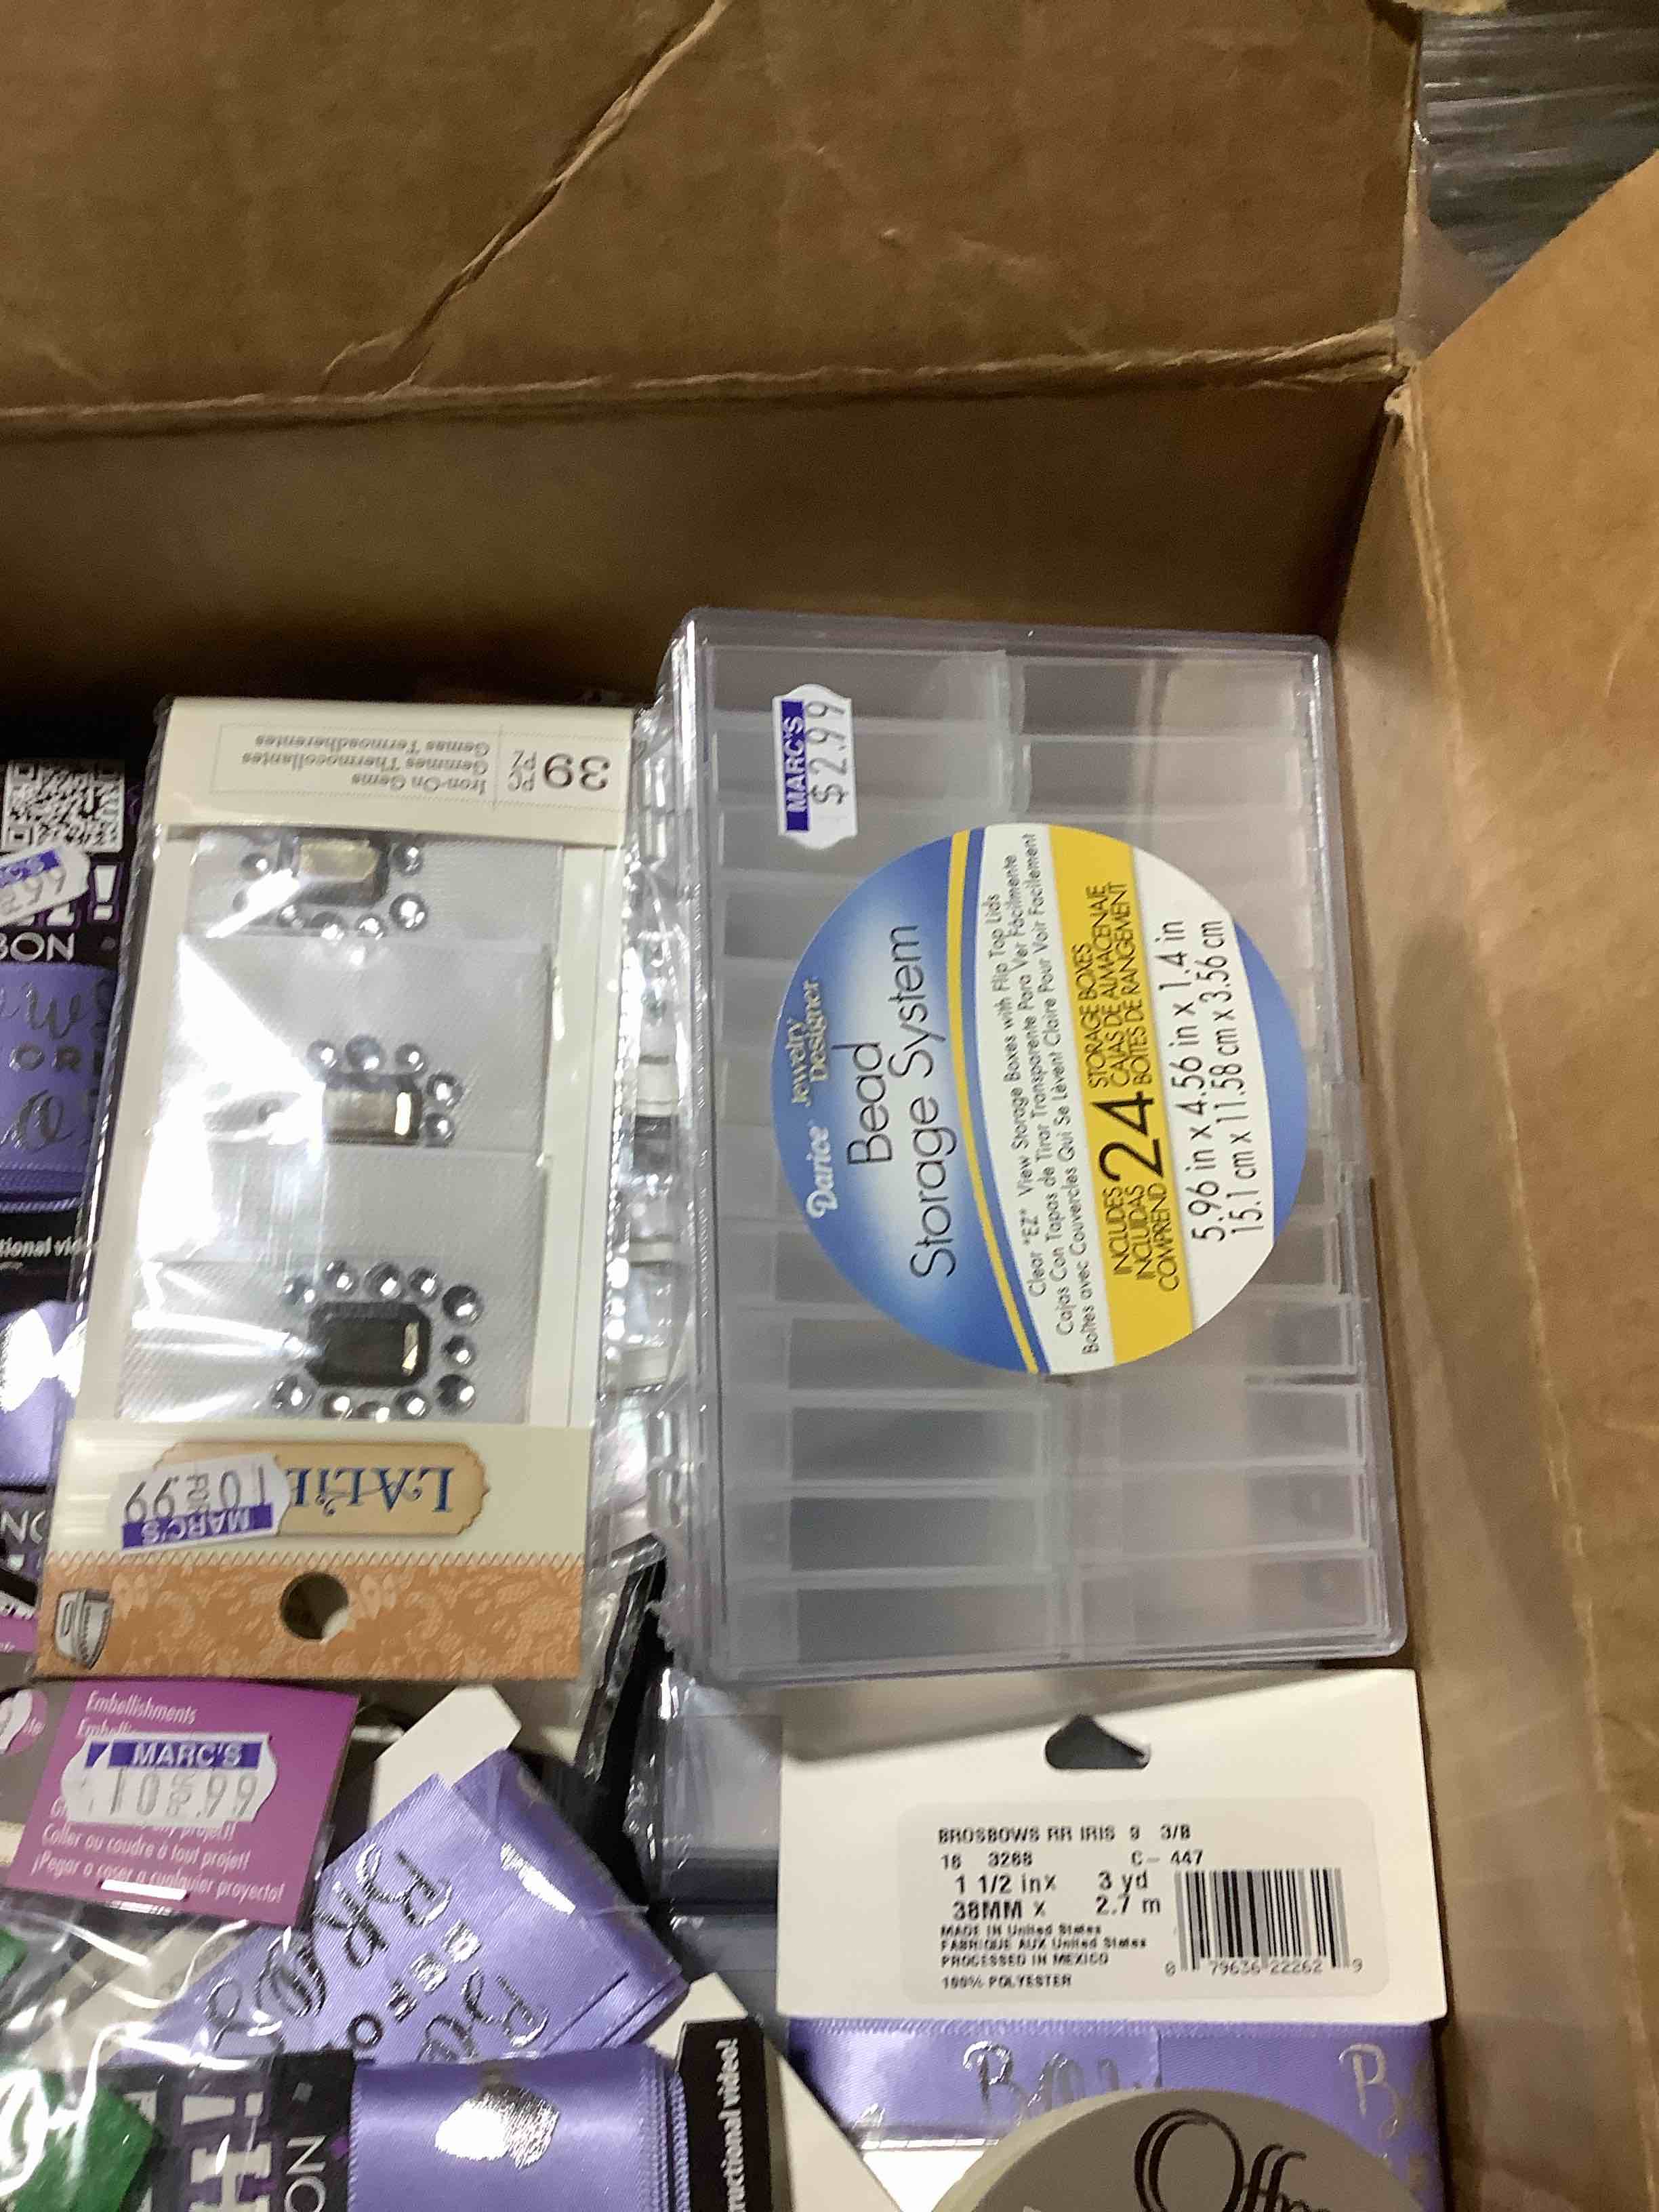 39 PC
PZ
Iron-On Gems
Gemmes Thermocollantes
Gemas Termoadherentes
MARC'S
10 FOR .99
MARC'S
$2.99
Darice Jewelry
Designer
Bead
Storage System
Clear "EZ" View Storage Boxes with Flip Top Lids
Cajas Con Tapas de Tirar Transparente Para Ver Fácilmente
Boîtes avec Couvercles Qui Se Lèvent Claire Pour Voir Facilement
INCLUDES
INCLUIDAS
COMPREND
24
STORAGE BOXES
CAJAS DE ALMACENAJE
BOÎTES DE RANGEMENT
5.96 in x 4.56 in x 1.4 in
15.1 cm x 11.58 cm x 3.56 cm
Embellishments
MARC'S
10 FOR .99
Coller ou coudre à tout projet!
¡Pegar o coser a cualquier proyecto!
BROSBOWS RR IRIS 9 3/B
16 3268 C- 447
1 1/2 in x 3 yd
38MM x 2.7 m
MADE IN United States
FABRIQUE AUX United States
PROCESSED IN MEXICO
100% POLYESTER
0 79636 22262 9